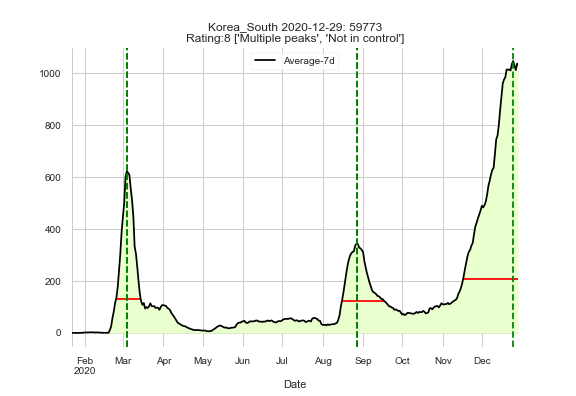 Korea_South 2020-12-29: 59773
Rating:8 ['Multiple peaks', 'Not in control']
Average-7d
1000
800
600
400
200
0
Feb Mar Apr May Jun Jul Aug Sep Oct Nov Dec
2020
Date